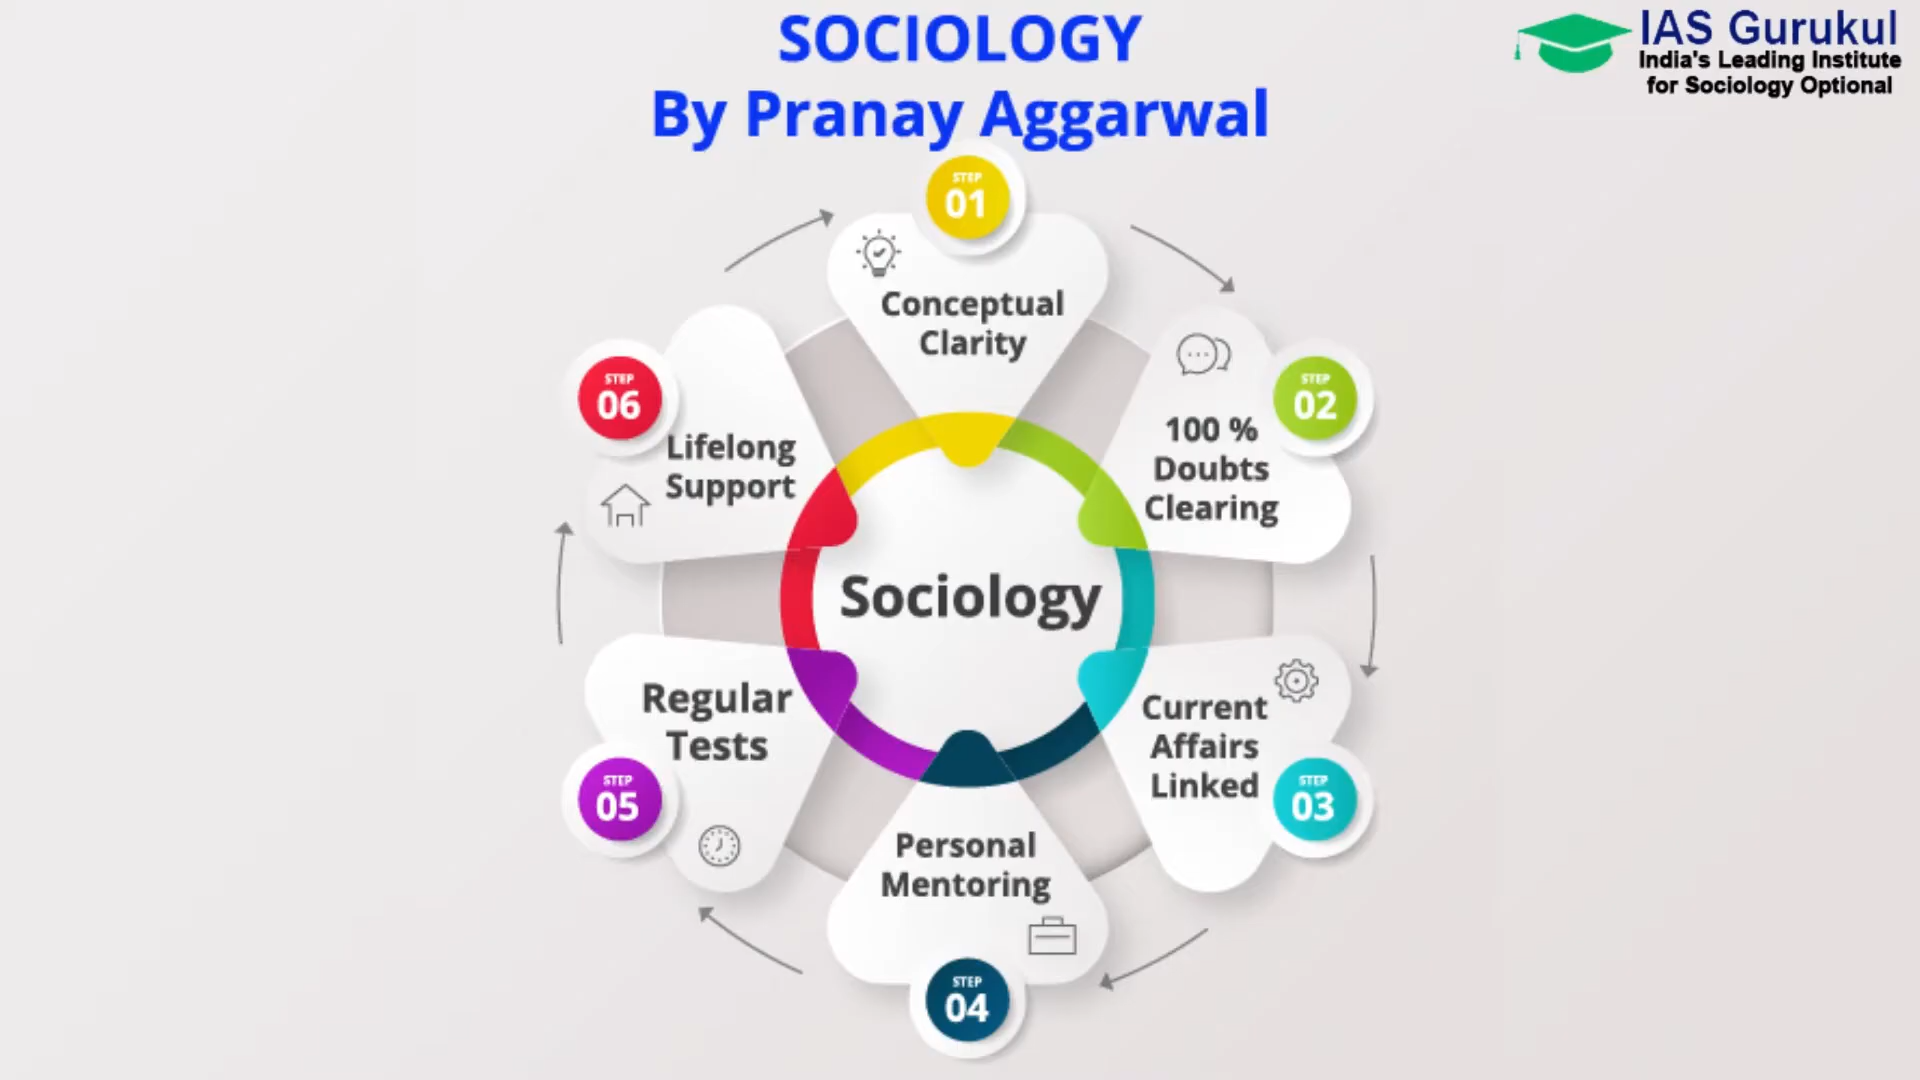 SOCIOLOGY
By Pranay Aggarwal
IAS Gurukul
India's Leading Institute
for Sociology Optional
STEP
01
Conceptual
Clarity
STEP
02
100 %
Doubts
Clearing
STEP
03
Current
Affairs
Linked
STEP
04
Personal
Mentoring
STEP
05
Regular
Tests
STEP
06
Lifelong
Support
Sociology